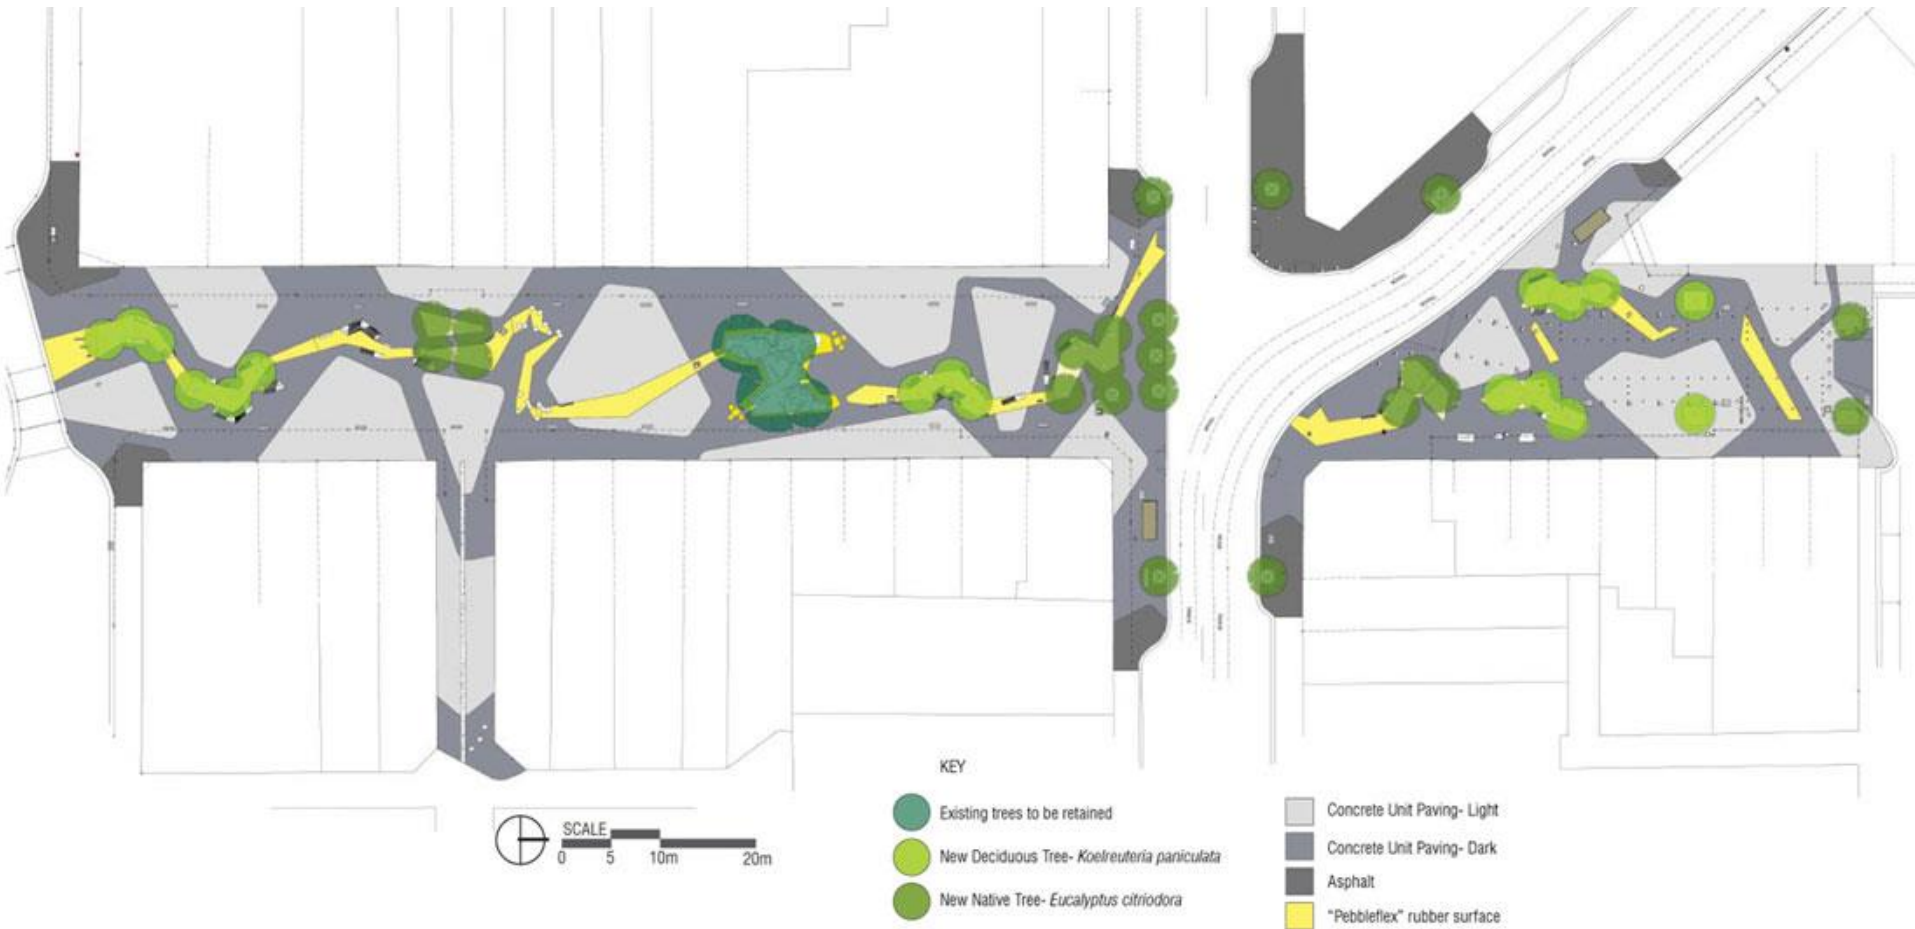 KEY
Existing trees to be retained
New Deciduous Tree- Koelreuteria paniculata
New Native Tree- Eucalyptus citriodora
Concrete Unit Paving- Light
Concrete Unit Paving- Dark
Asphalt
"Pebbleflex" rubber surface
SCALE
0 5 10m 20m